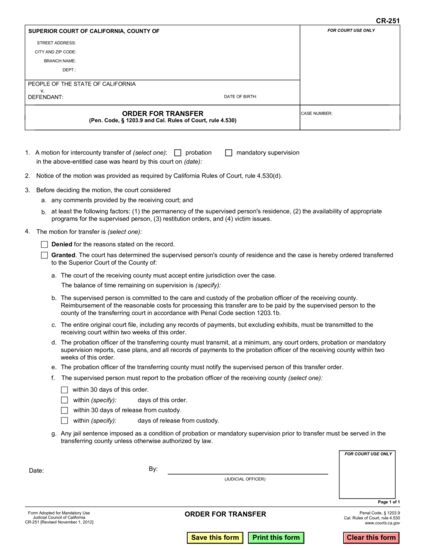 CR-251
SUPERIOR COURT OF CALIFORNIA, COUNTY OF
FOR COURT USE ONLY
STREET ADDRESS:
CITY AND ZIP CODE:
BRANCH NAME:
DEPT.:
PEOPLE OF THE STATE OF CALIFORNIA
v.
DEFENDANT:
DATE OF BIRTH:
ORDER FOR TRANSFER
(Pen. Code, § 1203.9 and Cal. Rules of Court, rule 4.530)
CASE NUMBER:
1. A motion for intercounty transfer of (select one): probation mandatory supervision
in the above-entitled case was heard by this court on (date):
2. Notice of the motion was provided as required by California Rules of Court, rule 4.530(d).
3. Before deciding the motion, the court considered
a. any comments provided by the receiving court; and
b. at least the following factors: (1) the permanency of the supervised person's residence, (2) the availability of appropriate
programs for the supervised person, (3) restitution orders, and (4) victim issues.
4. The motion for transfer is (select one):
Denied for the reasons stated on the record.
Granted. The court has determined the supervised person's county of residence and the case is hereby ordered transferred
to the Superior Court of the County of:
a. The court of the receiving county must accept entire jurisdiction over the case.
The balance of time remaining on supervision is (specify):
b. The supervised person is committed to the care and custody of the probation officer of the receiving county.
Reimbursement of the reasonable costs for processing this transfer are to be paid by the supervised person to the
county of the transferring court in accordance with Penal Code section 1203.1b.
c. The entire original court file, including any records of payments, but excluding exhibits, must be transmitted to the
receiving court within two weeks of this order.
d. The probation officer of the transferring county must transmit, at a minimum, any court orders, probation or mandatory
supervision reports, case plans, and all records of payments to the probation officer of the receiving county within two
weeks of this order.
e. The probation officer of the transferring county must notify the supervised person of this transfer order.
f. The supervised person must report to the probation officer of the receiving county (select one):
within 30 days of this order.
within (specify): days of this order.
within 30 days of release from custody.
within (specify): days of release from custody.
g. Any jail sentence imposed as a condition of probation or mandatory supervision prior to transfer must be served in the
transferring county unless otherwise authorized by law.
FOR COURT USE ONLY
Date:
By:
(JUDICIAL OFFICER)
Page 1 of 1
Form Adopted for Mandatory Use
Judicial Council of California
CR-251 [Revised November 1, 2012]
ORDER FOR TRANSFER
Penal Code, § 1203.9
Cal. Rules of Court, rule 4.530
www.courts.ca.gov
Save this form
Print this form
Clear this form